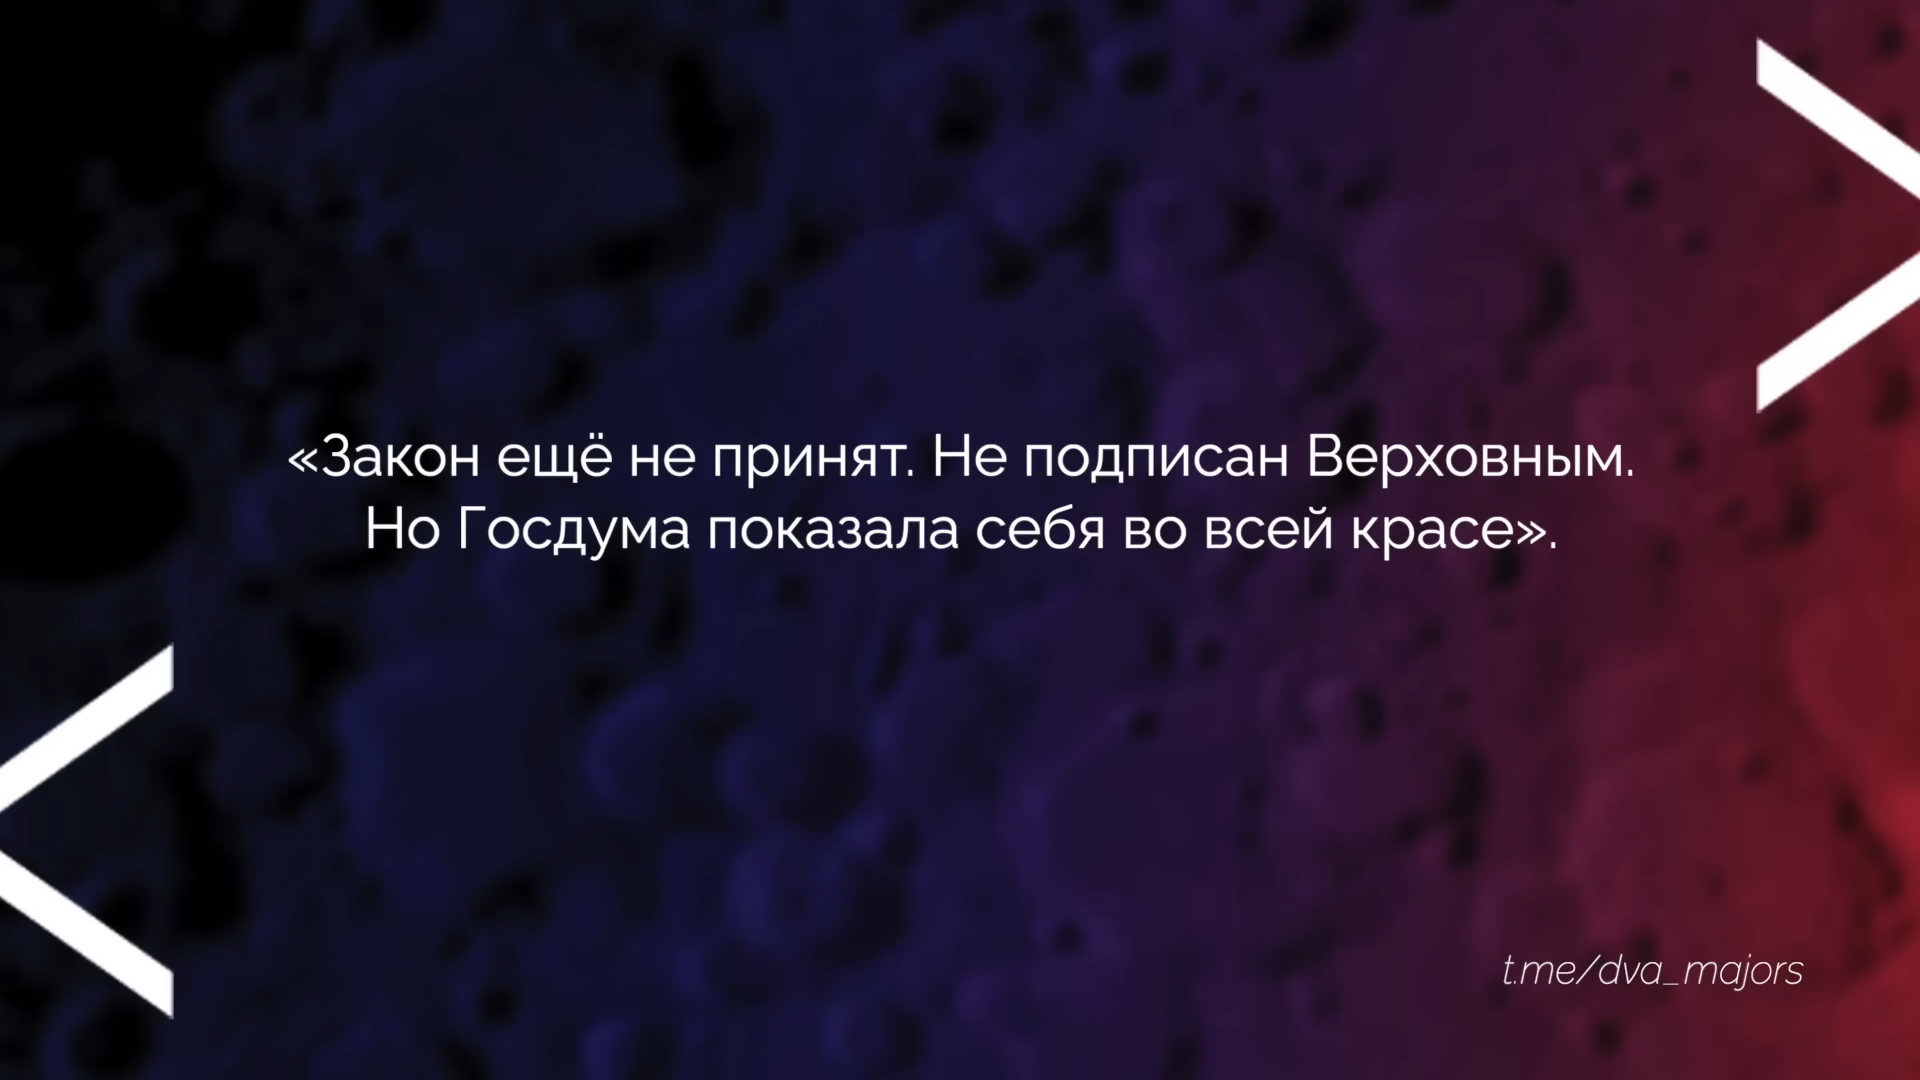 «Закон ещё не принят. Не подписан Верховным.
Но Госдума показала себя во всей красе».
t.me/dva_majors